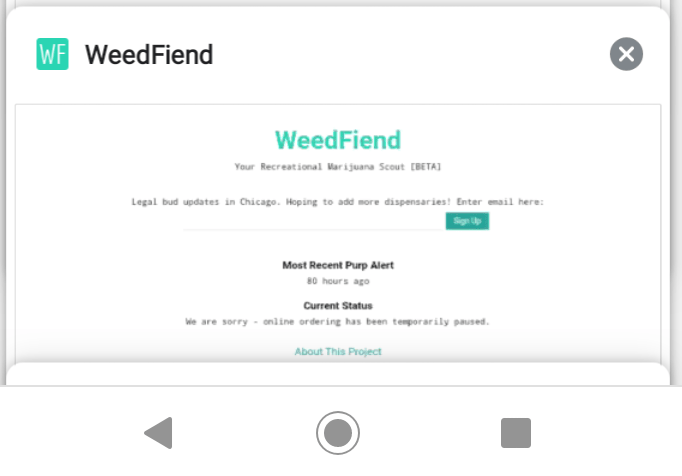 WF WeedFiend
WeedFiend
Your Recreational Marijuana Scout [BETA]
Legal bud updates in Chicago. Hoping to add more dispensaries! Enter email here:
Sign Up
Most Recent Purp Alert
80 hours ago
Current Status
We are sorry - online ordering has been temporarily paused.
About This Project